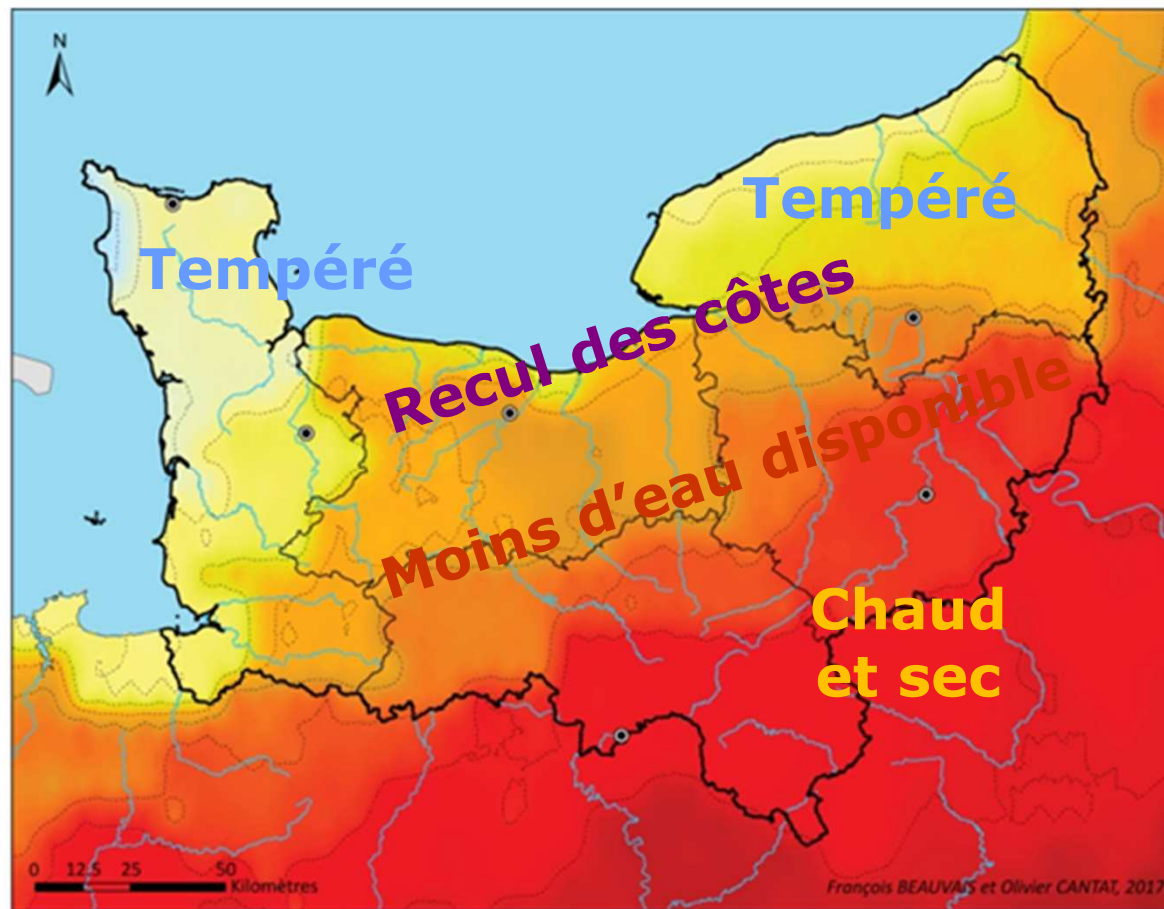 N
Tempéré
Tempéré
Recul des côtes
Moins d’eau disponible
Chaud
et sec
0 12.5 25 50
Kilomètres
François BEAUVAIS et Olivier CANTAT, 2017